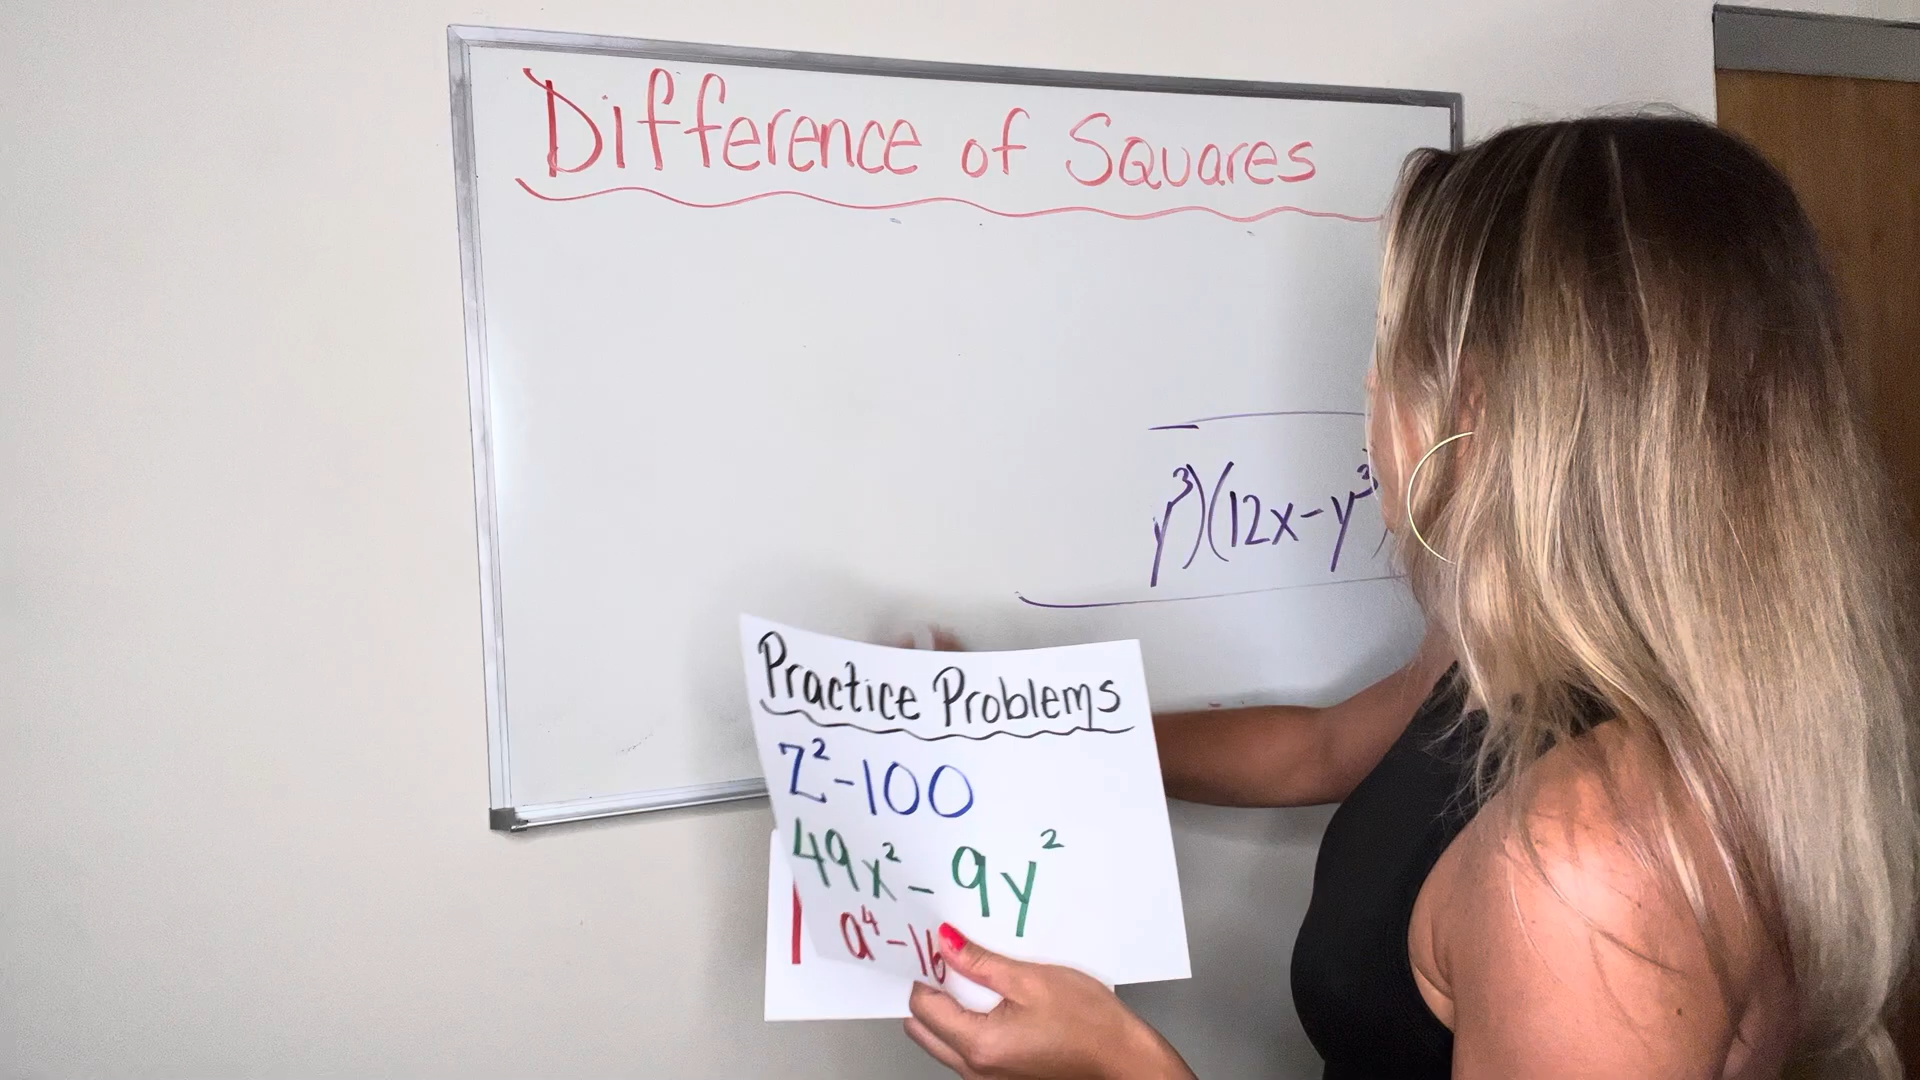 Difference of Squares
y³)(12x-y³
Practice Problems
z²-100
49x²-9y²
a⁴-16